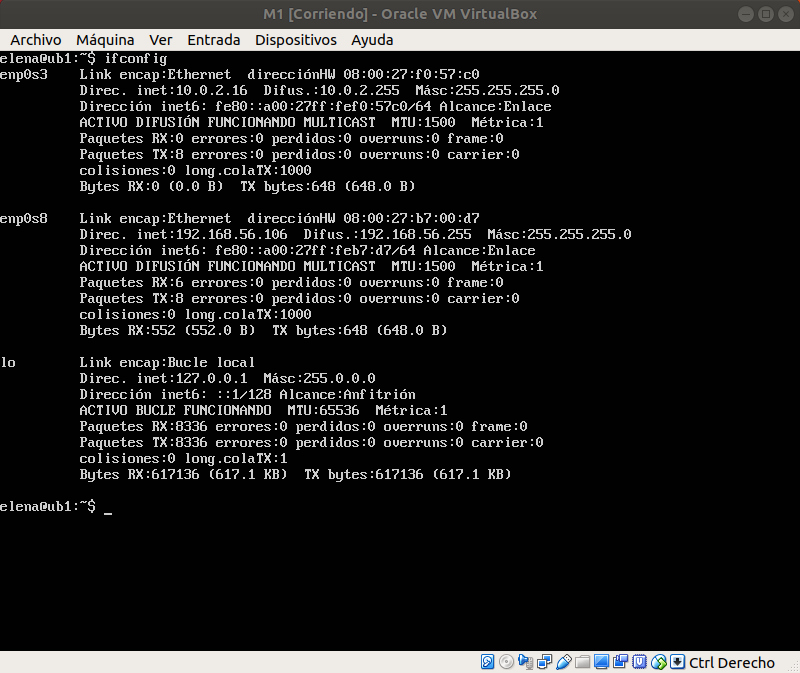 M1 [Corriendo] - Oracle VM VirtualBox
Archivo Máquina Ver Entrada Dispositivos Ayuda
elena@ub1:~$ ifconfig
enp0s3    Link encap:Ethernet  direcciónHW 08:00:27:f0:57:c0
          Direc. inet:10.0.2.16  Difus.:10.0.2.255  Másc:255.255.255.0
          Dirección inet6: fe80::a00:27ff:fef0:57c0/64 Alcance:Enlace
          ACTIVO DIFUSIÓN FUNCIONANDO MULTICAST  MTU:1500  Métrica:1
          Paquetes RX:0 errores:0 perdidos:0 overruns:0 frame:0
          Paquetes TX:8 errores:0 perdidos:0 overruns:0 carrier:0
          colisiones:0 long.colaTX:1000
          Bytes RX:0 (0.0 B)  TX bytes:648 (648.0 B)
enp0s8    Link encap:Ethernet  direcciónHW 08:00:27:b7:00:d7
          Direc. inet:192.168.56.106  Difus.:192.168.56.255  Másc:255.255.255.0
          Dirección inet6: fe80::a00:27ff:feb7:d7/64 Alcance:Enlace
          ACTIVO DIFUSIÓN FUNCIONANDO MULTICAST  MTU:1500  Métrica:1
          Paquetes RX:6 errores:0 perdidos:0 overruns:0 frame:0
          Paquetes TX:8 errores:0 perdidos:0 overruns:0 carrier:0
          colisiones:0 long.colaTX:1000
          Bytes RX:552 (552.0 B)  TX bytes:648 (648.0 B)
lo        Link encap:Bucle local
          Direc. inet:127.0.0.1  Másc:255.0.0.0
          Dirección inet6: ::1/128 Alcance:Anfitrión
          ACTIVO BUCLE FUNCIONANDO  MTU:65536  Métrica:1
          Paquetes RX:8336 errores:0 perdidos:0 overruns:0 frame:0
          Paquetes TX:8336 errores:0 perdidos:0 overruns:0 carrier:0
          colisiones:0 long.colaTX:1
          Bytes RX:617136 (617.1 KB)  TX bytes:617136 (617.1 KB)
elena@ub1:~$ _
Ctrl Derecho